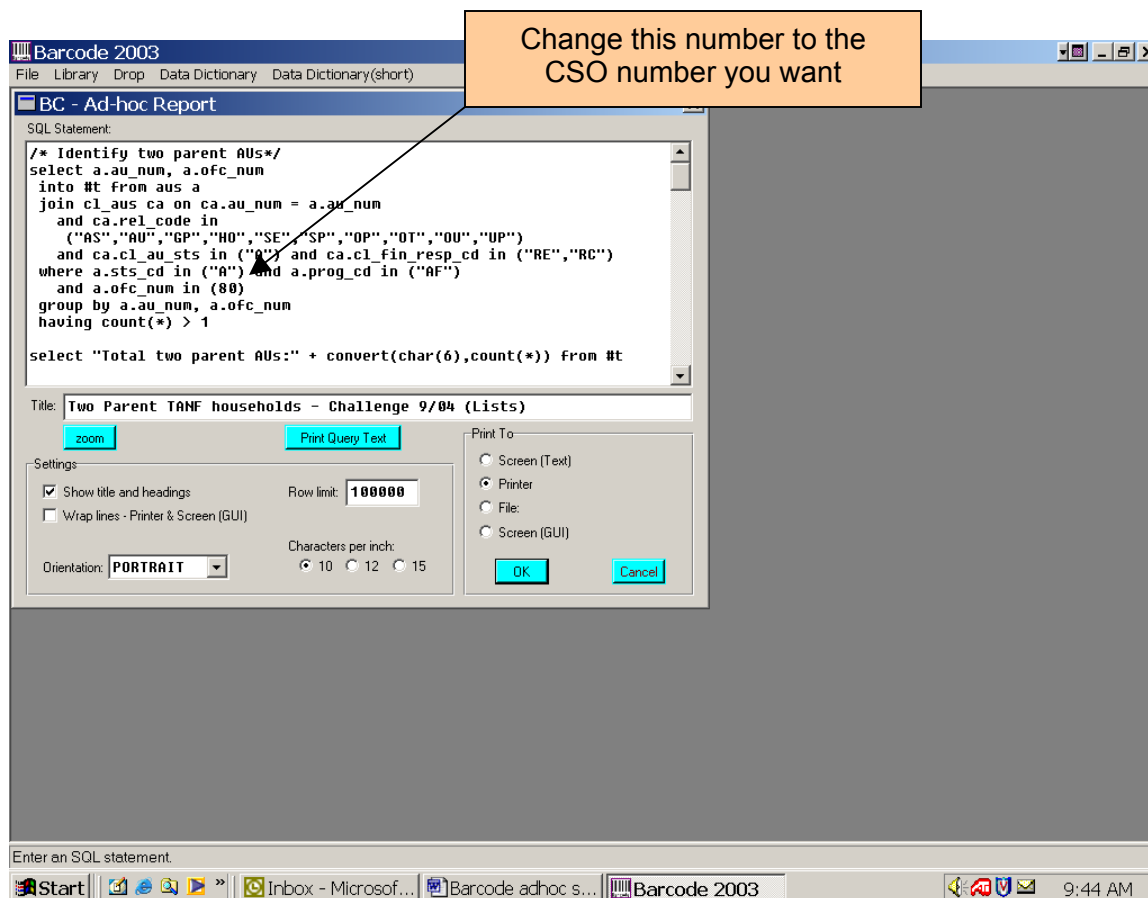 Change this number to the
CSO number you want
Barcode 2003
File Library Drop Data Dictionary Data Dictionary(short)
BC - Ad-hoc Report
SQL Statement:
/* Identify two parent AUs*/
select a.au_num, a.ofc_num
into #t from aus a
join cl_aus ca on ca.au_num = a.au_num
and ca.rel_code in
("AS","AU","GP","HO","SE","SP","OP","OT","OU","UP")
and ca.cl_au_sts in ("A") and ca.cl_fin_resp_cd in ("RE","RC")
where a.sts_cd in ("A") and a.prog_cd in ("AF")
and a.ofc_num in (80)
group by a.au_num, a.ofc_num
having count(*) > 1
select "Total two parent AUs:" + convert(char(6),count(*)) from #t
Title: Two Parent TANF households - Challenge 9/04 (Lists)
zoom Print Query Text
Print To
Screen (Text)
Printer
File:
Screen (GUI)
OK Cancel
Settings
Show title and headings Row limit: 100000
Wrap lines - Printer & Screen (GUI)
Characters per inch:
Orientation: PORTRAIT 10 12 15
Enter an SQL statement.
Start » Inbox - Microsof... Barcode adhoc s... Barcode 2003 9:44 AM